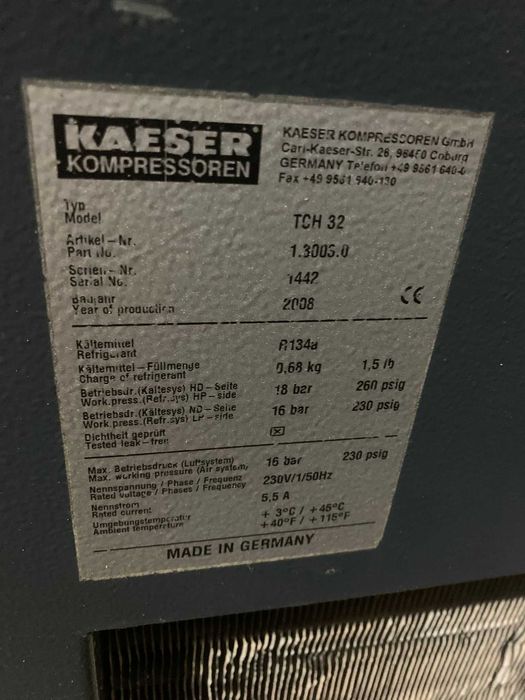 KAESER
KOMPRESSOREN
KAESER KOMPRESSOREN GmbH
Carl-Kaeser-Str. 26, 96450 Coburg
GERMANY Telefon +49 9561 640-0
Fax +49 9561 640-130
Typ
Model
TCH 32
Artikel-Nr.
Part No.
1.3006.0
Serien-Nr.
Serial No.
1442
Baujahr
Year of production
2008
CE
Kältemittel
Refrigerant
R134a
Kältemittel-Füllmenge
Charge of refrigerant
0,68 kg 1,5 lb
Betriebsdr.(Kältesys) HD-Seite
Work.press.(Refr.sys) HP-side
18 bar 260 psig
Betriebsdr.(Kältesys) ND-Seite
Work.press.(Refr.sys) LP-side
16 bar 230 psig
Dichtheit geprüft
Tested leak-free
Max. Betriebsdruck (Luftsystem)
Max. working pressure (Air system)
16 bar 230 psig
Nennspannung / Phase / Frequenz
Rated voltage / Phases / Frequency
230V/1/50Hz
Nennstrom
Rated current
5,5 A
Umgebungstemperatur
Ambient temperature
+ 3°C / +45°C
+40°F / +115°F
MADE IN GERMANY